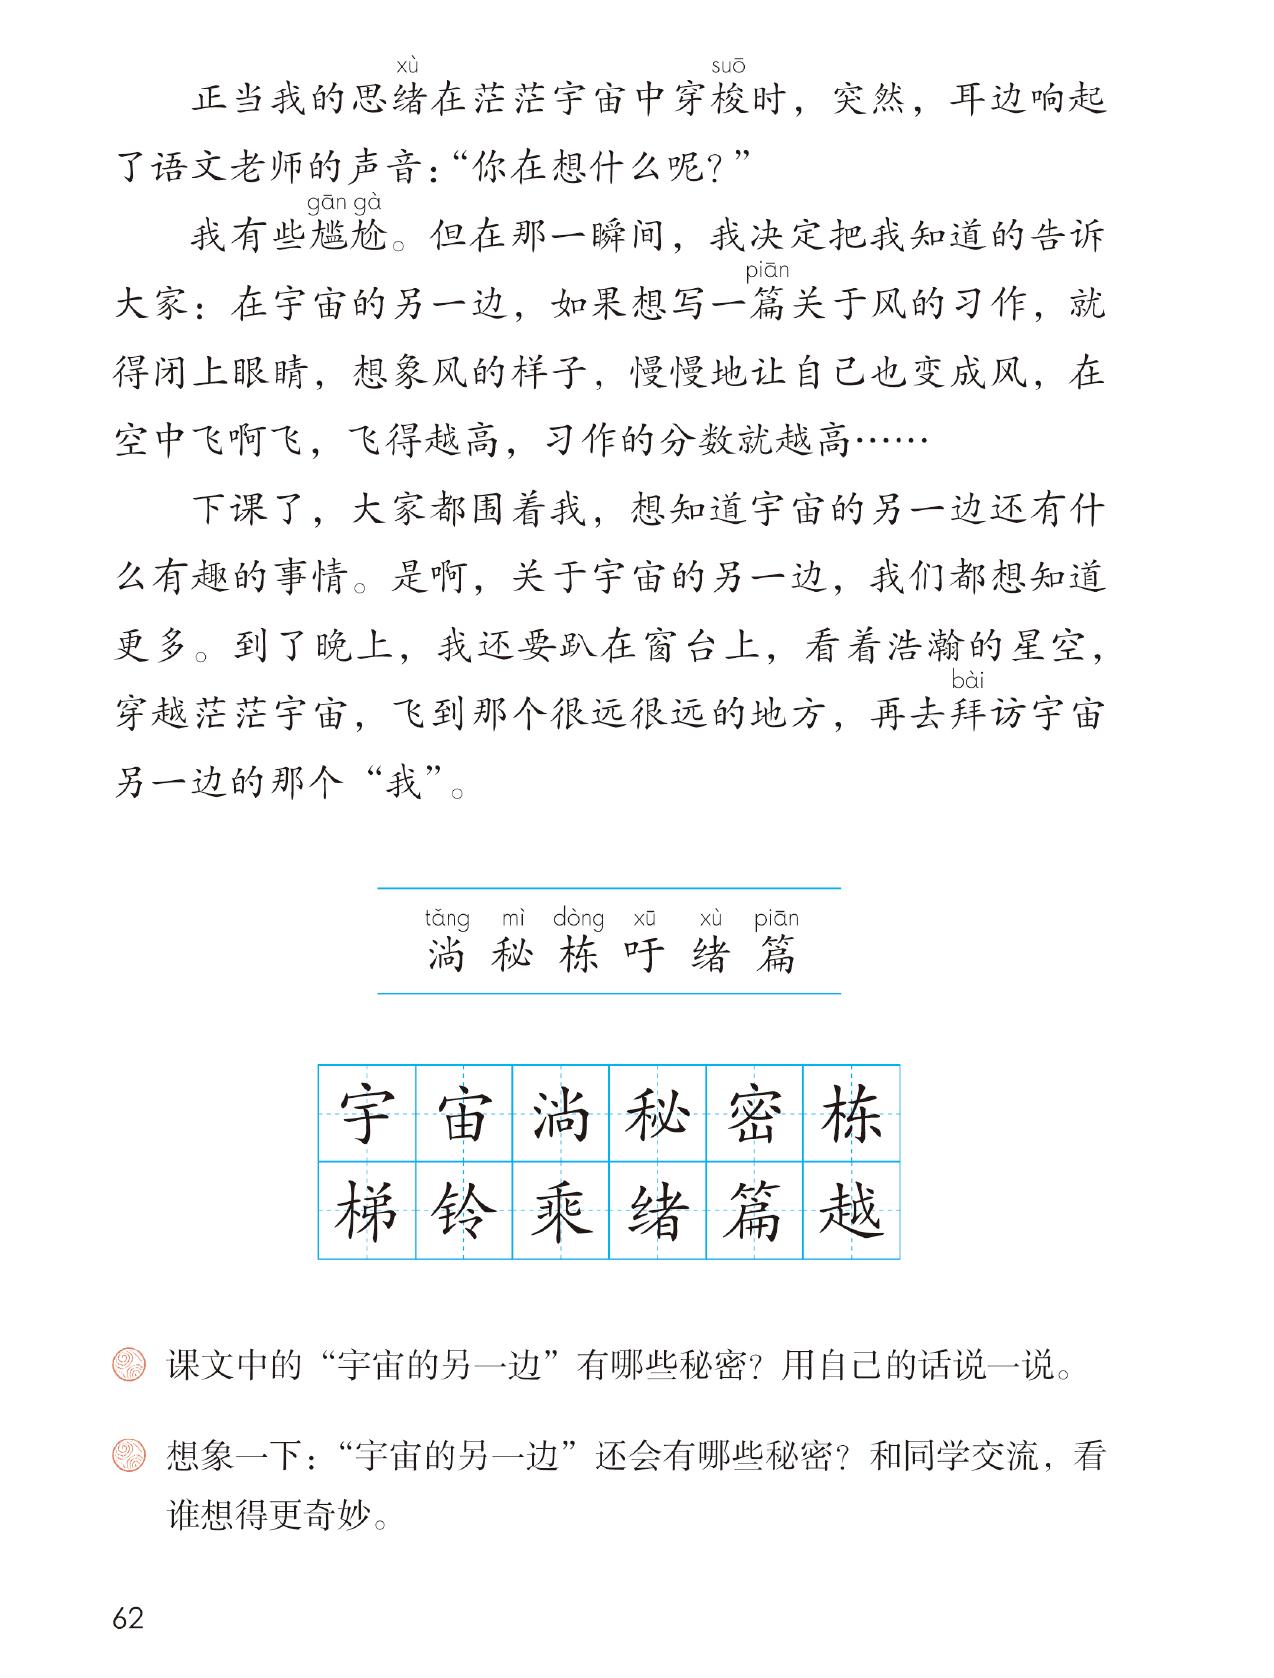 xù suō
正当我的思绪在茫茫宇宙中穿梭时，突然，耳边响起
了语文老师的声音：“你在想什么呢？”
gān gà
我有些尴尬。但在那一瞬间，我决定把我知道的告诉
piān
大家：在宇宙的另一边，如果想写一篇关于风的习作，就
得闭上眼睛，想象风的样子，慢慢地让自己也变成风，在
空中飞啊飞，飞得越高，习作的分数就越高……
下课了，大家都围着我，想知道宇宙的另一边还有什
么有趣的事情。是啊，关于宇宙的另一边，我们都想知道
更多。到了晚上，我还要趴在窗台上，看着浩瀚的星空，
bài
穿越茫茫宇宙，飞到那个很远很远的地方，再去拜访宇宙
另一边的那个“我”。
tǎng mì dòng xū xù piān
淌 秘 栋 吁 绪 篇
宇 宙 淌 秘 密 栋
梯 铃 乘 绪 篇 越
课文中的“宇宙的另一边”有哪些秘密？用自己的话说一说。
想象一下：“宇宙的另一边”还会有哪些秘密？和同学交流，看
谁想得更奇妙。
62